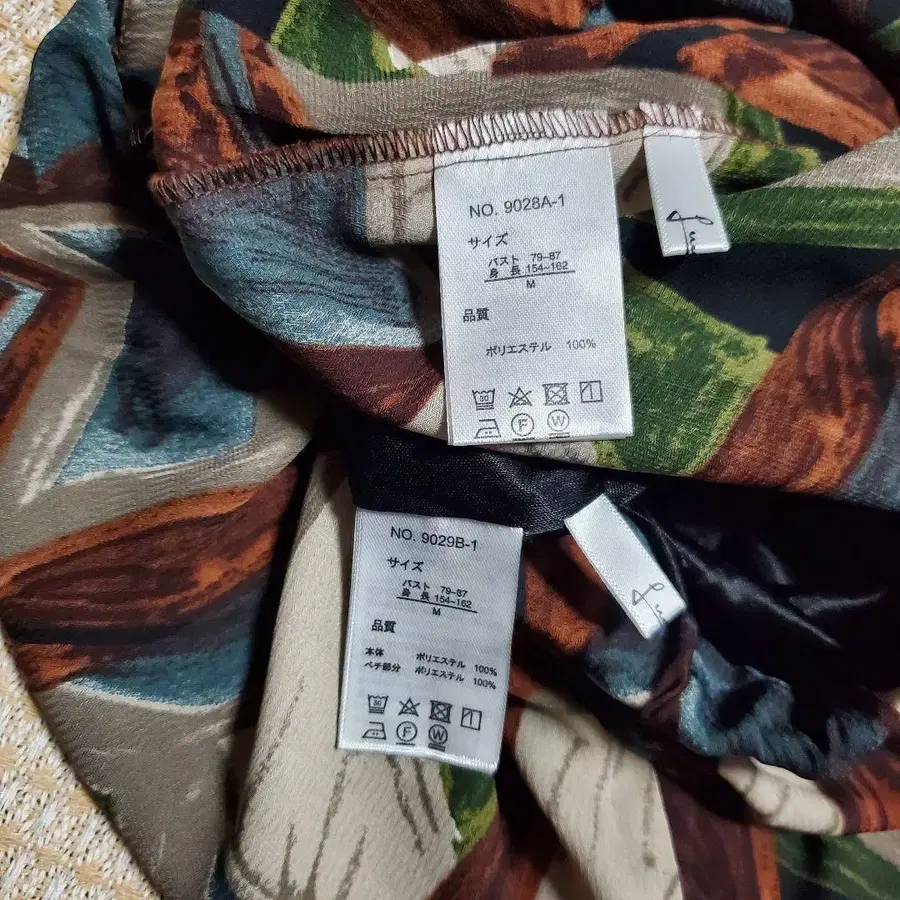 NO. 9028A-1
サイズ
バスト 79~87
身 長 154~162
M
品質
ポリエステル 100%
30
F W
NO. 9029B-1
サイズ
バスト 79~87
身 長 154~162
M
品質
本体 ポリエステル 100%
ペチ部分 ポリエステル 100%
30
F W